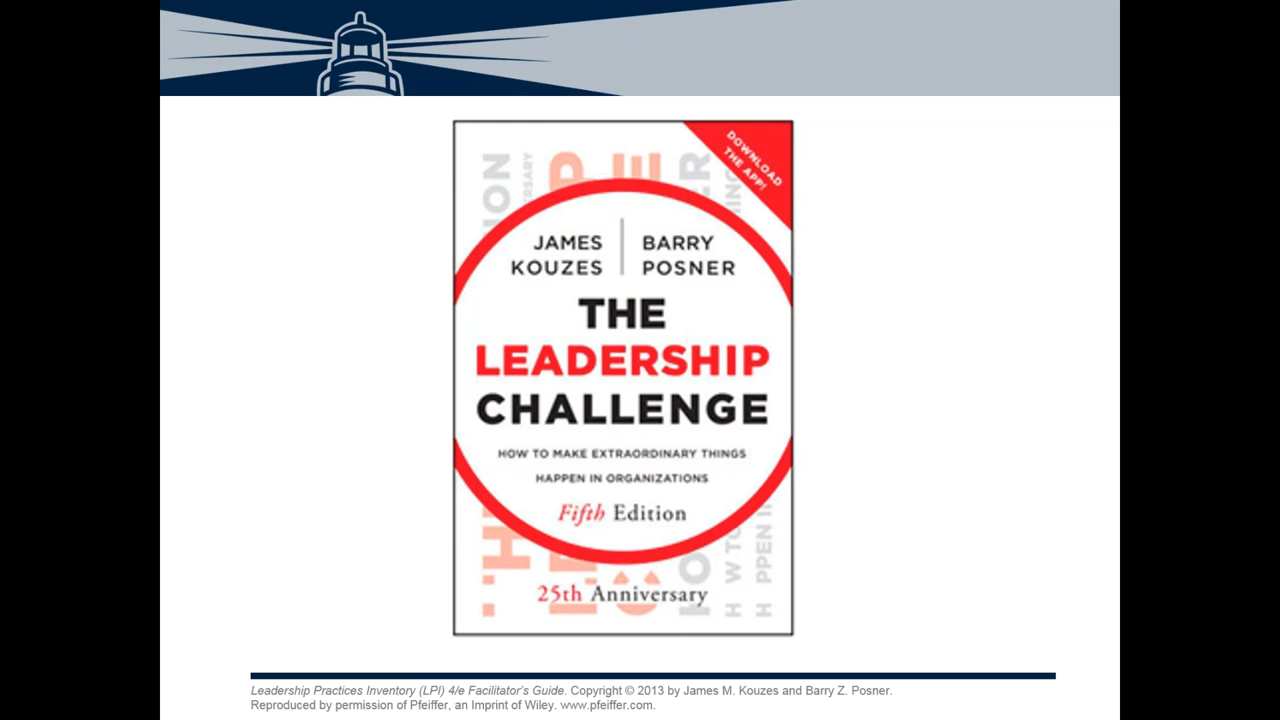 DOWNLOAD
THE APP!
JAMES
KOUZES
BARRY
POSNER
THE
LEADERSHIP
CHALLENGE
HOW TO MAKE EXTRAORDINARY THINGS
HAPPEN IN ORGANIZATIONS
Fifth Edition
25th Anniversary
Leadership Practices Inventory (LPI) 4/e Facilitator's Guide. Copyright © 2013 by James M. Kouzes and Barry Z. Posner.
Reproduced by permission of Pfeiffer, an Imprint of Wiley. www.pfeiffer.com.